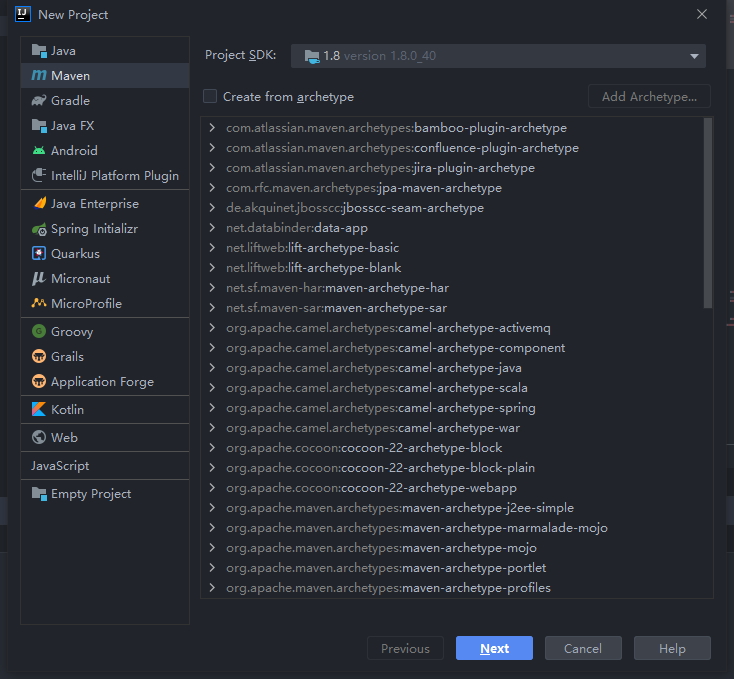 New Project
Java
Maven
Gradle
Java FX
Android
IntelliJ Platform Plugin
Java Enterprise
Spring Initializr
Quarkus
Micronaut
MicroProfile
Groovy
Grails
Application Forge
Kotlin
Web
JavaScript
Empty Project
Project SDK: 1.8 version 1.8.0_40
Create from archetype Add Archetype...
com.atlassian.maven.archetypes:bamboo-plugin-archetype
com.atlassian.maven.archetypes:confluence-plugin-archetype
com.atlassian.maven.archetypes:jira-plugin-archetype
com.rfc.maven.archetypes:jpa-maven-archetype
de.akquinet.jbosscc:jbosscc-seam-archetype
net.databinder:data-app
net.liftweb:lift-archetype-basic
net.liftweb:lift-archetype-blank
net.sf.maven-har:maven-archetype-har
net.sf.maven-sar:maven-archetype-sar
org.apache.camel.archetypes:camel-archetype-activemq
org.apache.camel.archetypes:camel-archetype-component
org.apache.camel.archetypes:camel-archetype-java
org.apache.camel.archetypes:camel-archetype-scala
org.apache.camel.archetypes:camel-archetype-spring
org.apache.camel.archetypes:camel-archetype-war
org.apache.cocoon:cocoon-22-archetype-block
org.apache.cocoon:cocoon-22-archetype-block-plain
org.apache.cocoon:cocoon-22-archetype-webapp
org.apache.maven.archetypes:maven-archetype-j2ee-simple
org.apache.maven.archetypes:maven-archetype-marmalade-mojo
org.apache.maven.archetypes:maven-archetype-mojo
org.apache.maven.archetypes:maven-archetype-portlet
org.apache.maven.archetypes:maven-archetype-profiles
Previous Next Cancel Help